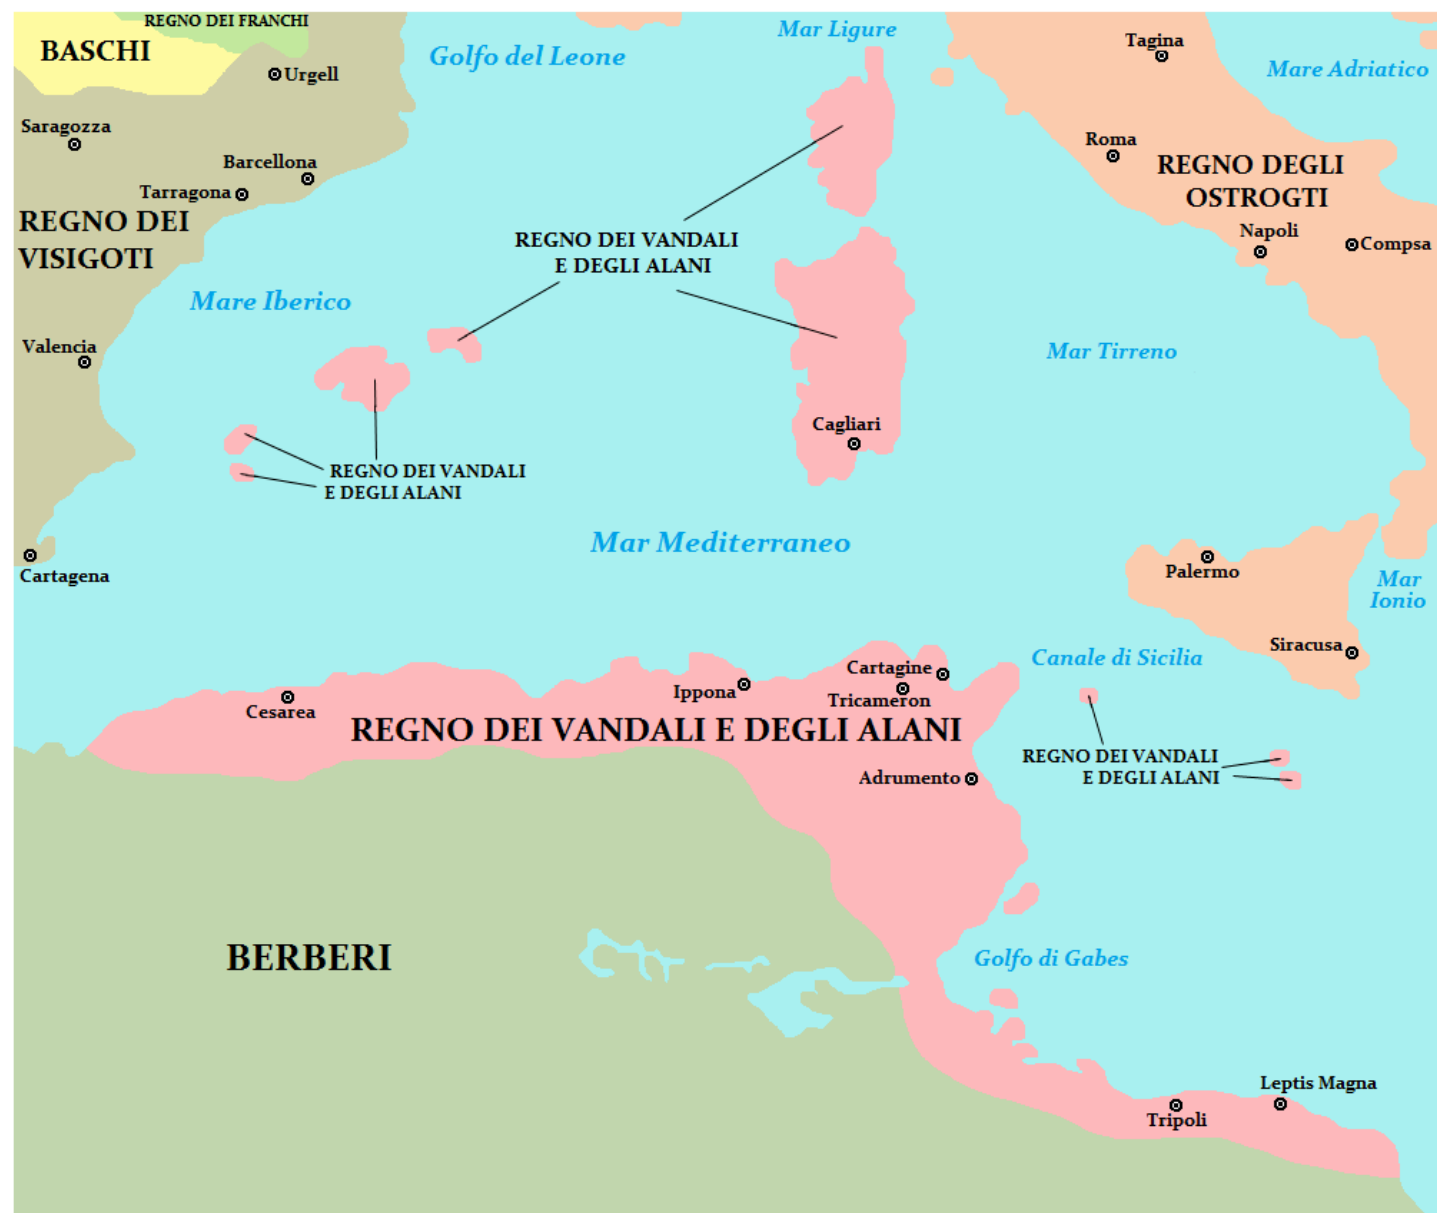 REGNO DEI FRANCHI
BASCHI
Urgell
Golfo del Leone
Mar Ligure
Tagina
Mare Adriatico
Saragozza
Barcellona
Tarragona
Roma
REGNO DEGLI
OSTROGTI
REGNO DEI
VISIGOTI
Napoli
Compsa
REGNO DEI VANDALI
E DEGLI ALANI
Mare Iberico
Valencia
Mar Tirreno
Cagliari
REGNO DEI VANDALI
E DEGLI ALANI
Mar Mediterraneo
Cartagena
Palermo
Mar
Ionio
Siracusa
Canale di Sicilia
Cartagine
Ippona
Tricameron
Cesarea
REGNO DEI VANDALI E DEGLI ALANI
REGNO DEI VANDALI
E DEGLI ALANI
Adrumento
BERBERI
Golfo di Gabes
Leptis Magna
Tripoli